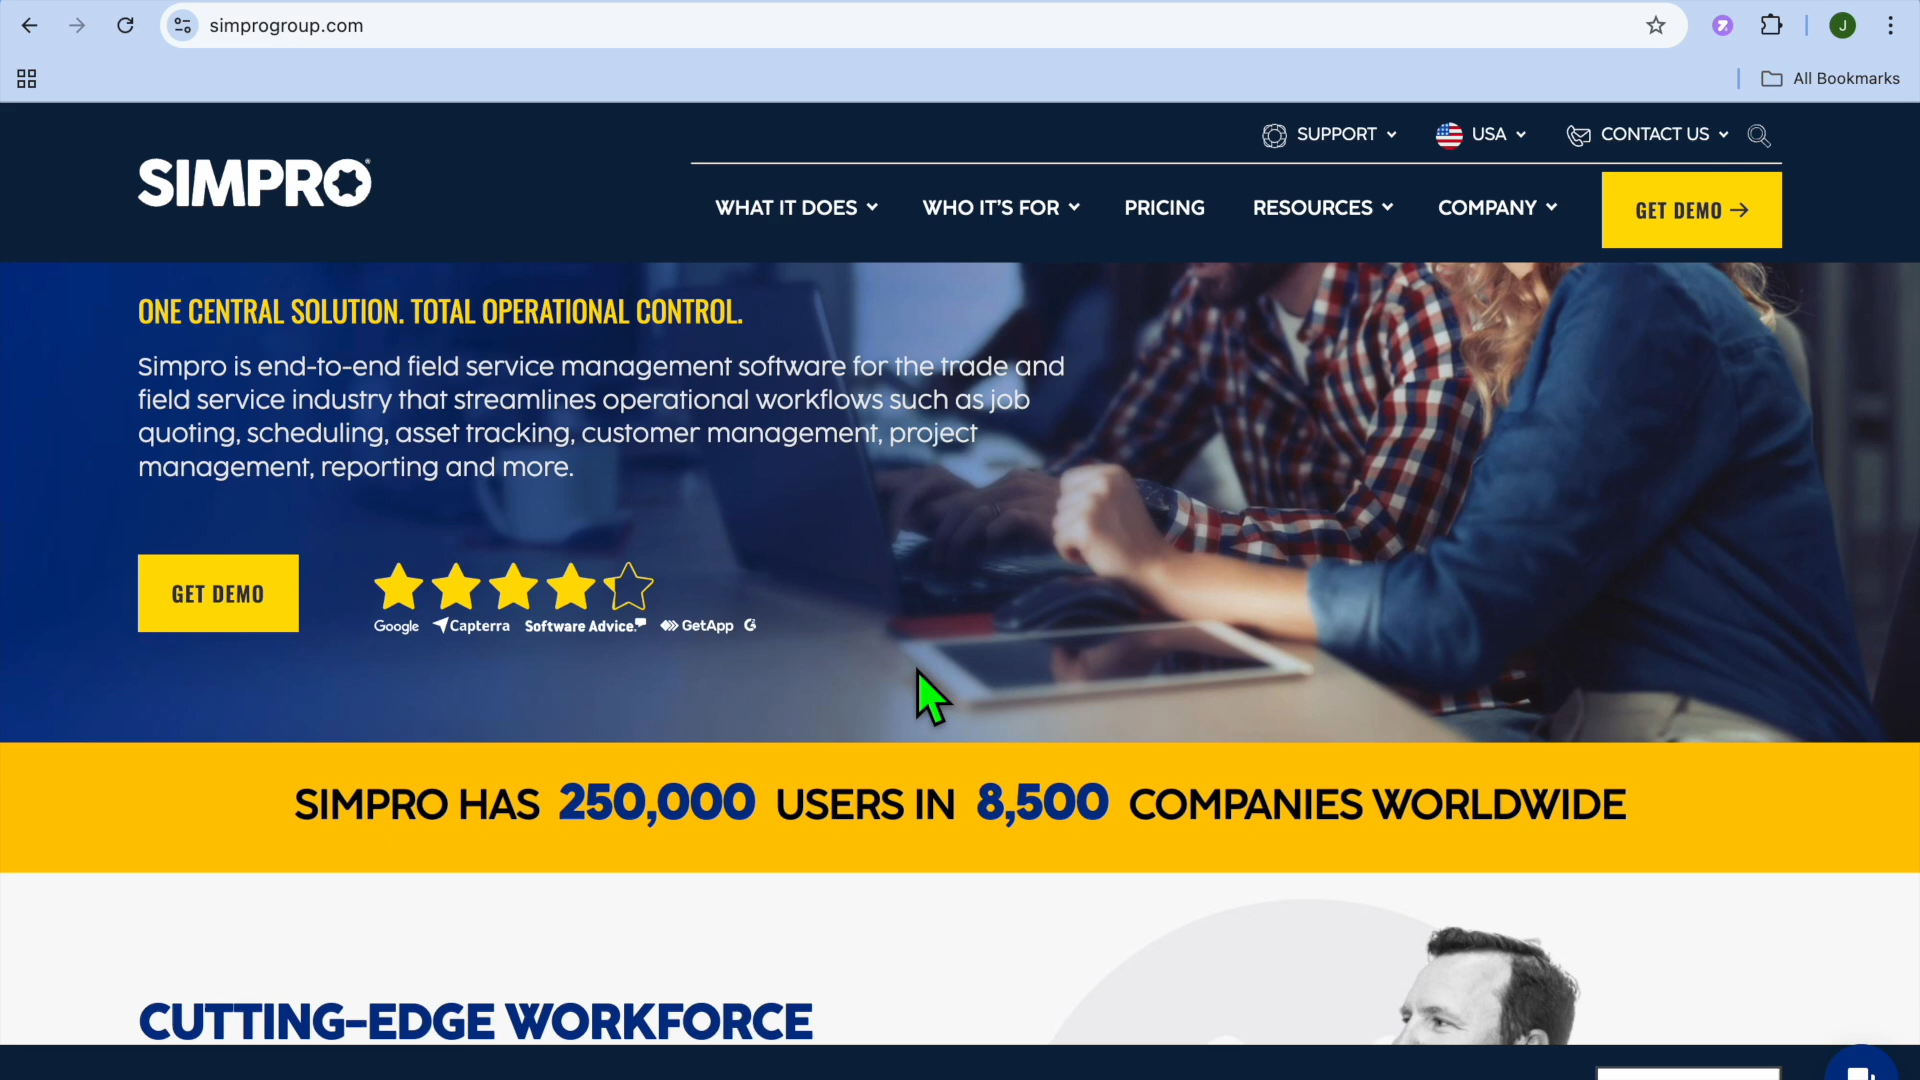 simprogroup.com
J
All Bookmarks
SUPPORT
USA
CONTACT US
SIMPRO®
WHAT IT DOES
WHO IT'S FOR
PRICING
RESOURCES
COMPANY
GET DEMO →
ONE CENTRAL SOLUTION. TOTAL OPERATIONAL CONTROL.
Simpro is end-to-end field service management software for the trade and
field service industry that streamlines operational workflows such as job
quoting, scheduling, asset tracking, customer management, project
management, reporting and more.
GET DEMO
Google Capterra Software Advice. GetApp G
SIMPRO HAS 250,000 USERS IN 8,500 COMPANIES WORLDWIDE
CUTTING-EDGE WORKFORCE